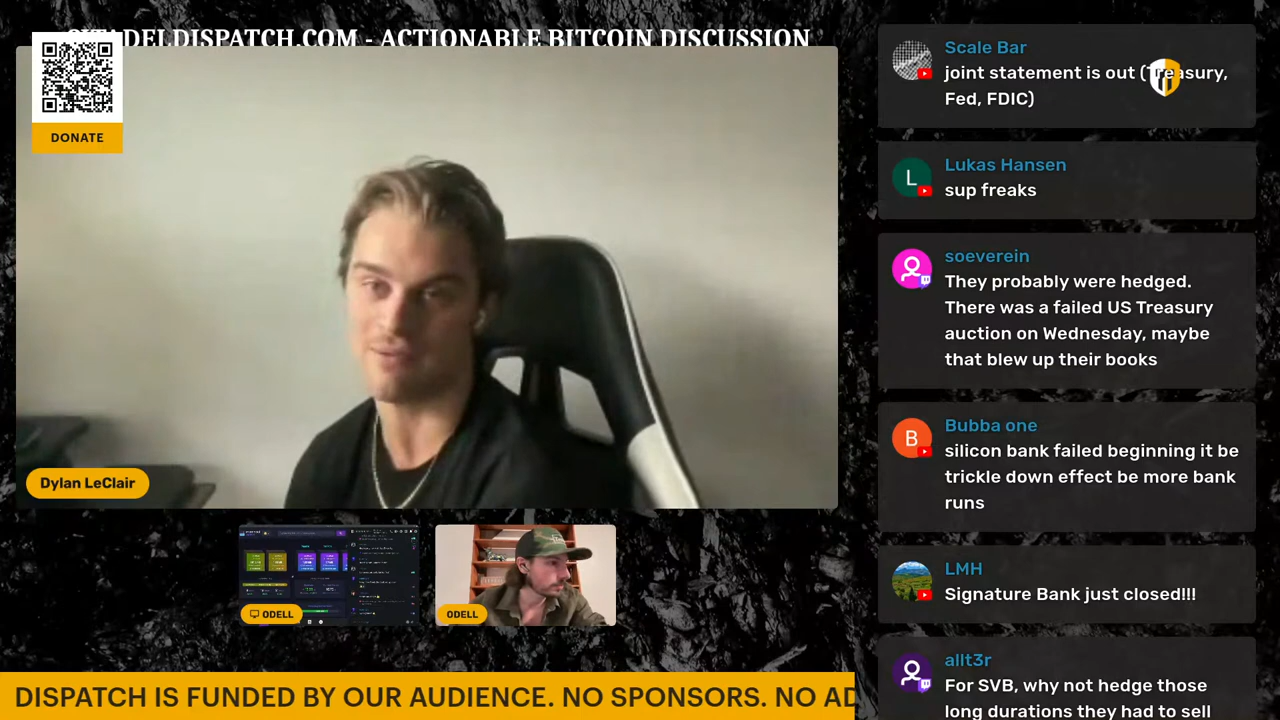 CITADELDISPATCH.COM - ACTIONABLE BITCOIN DISCUSSION
DONATE
Dylan LeClair
ODELL
ODELL
DISPATCH IS FUNDED BY OUR AUDIENCE. NO SPONSORS. NO AD
Scale Bar
joint statement is out (Treasury,
Fed, FDIC)
Lukas Hansen
L
sup freaks
soeverein
They probably were hedged.
There was a failed US Treasury
auction on Wednesday, maybe
that blew up their books
Bubba one
B
silicon bank failed beginning it be
trickle down effect be more bank
runs
LMH
Signature Bank just closed!!!
allt3r
For SVB, why not hedge those
long durations they had to sell